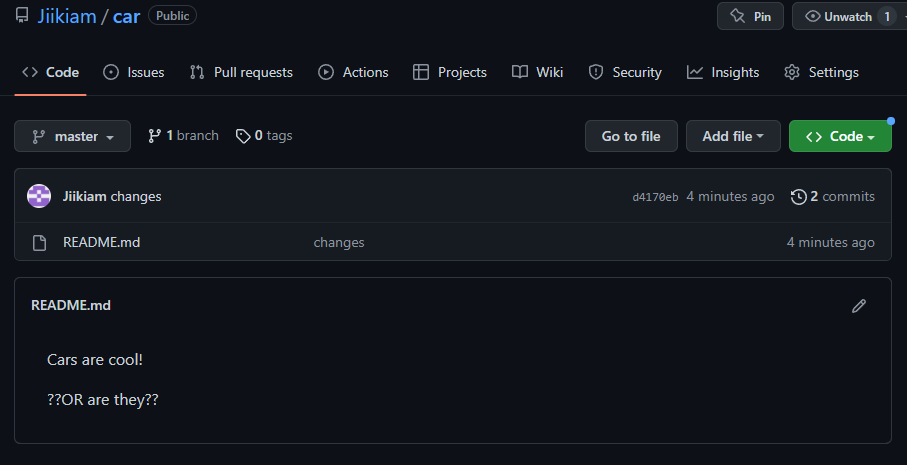 Jiikiam / car Public Pin Unwatch 1
Code Issues Pull requests Actions Projects Wiki Security Insights Settings
master 1 branch 0 tags Go to file Add file Code
Jiikiam changes d4170eb 4 minutes ago 2 commits
README.md changes 4 minutes ago
README.md
Cars are cool!
??OR are they??